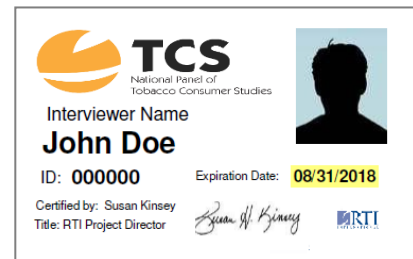 TCS
National Panel of
Tobacco Consumer Studies
Interviewer Name
John Doe
ID: 000000 Expiration Date: 08/31/2018
Certified by: Susan Kinsey
Title: RTI Project Director
Susan H. Kinsey
RTI